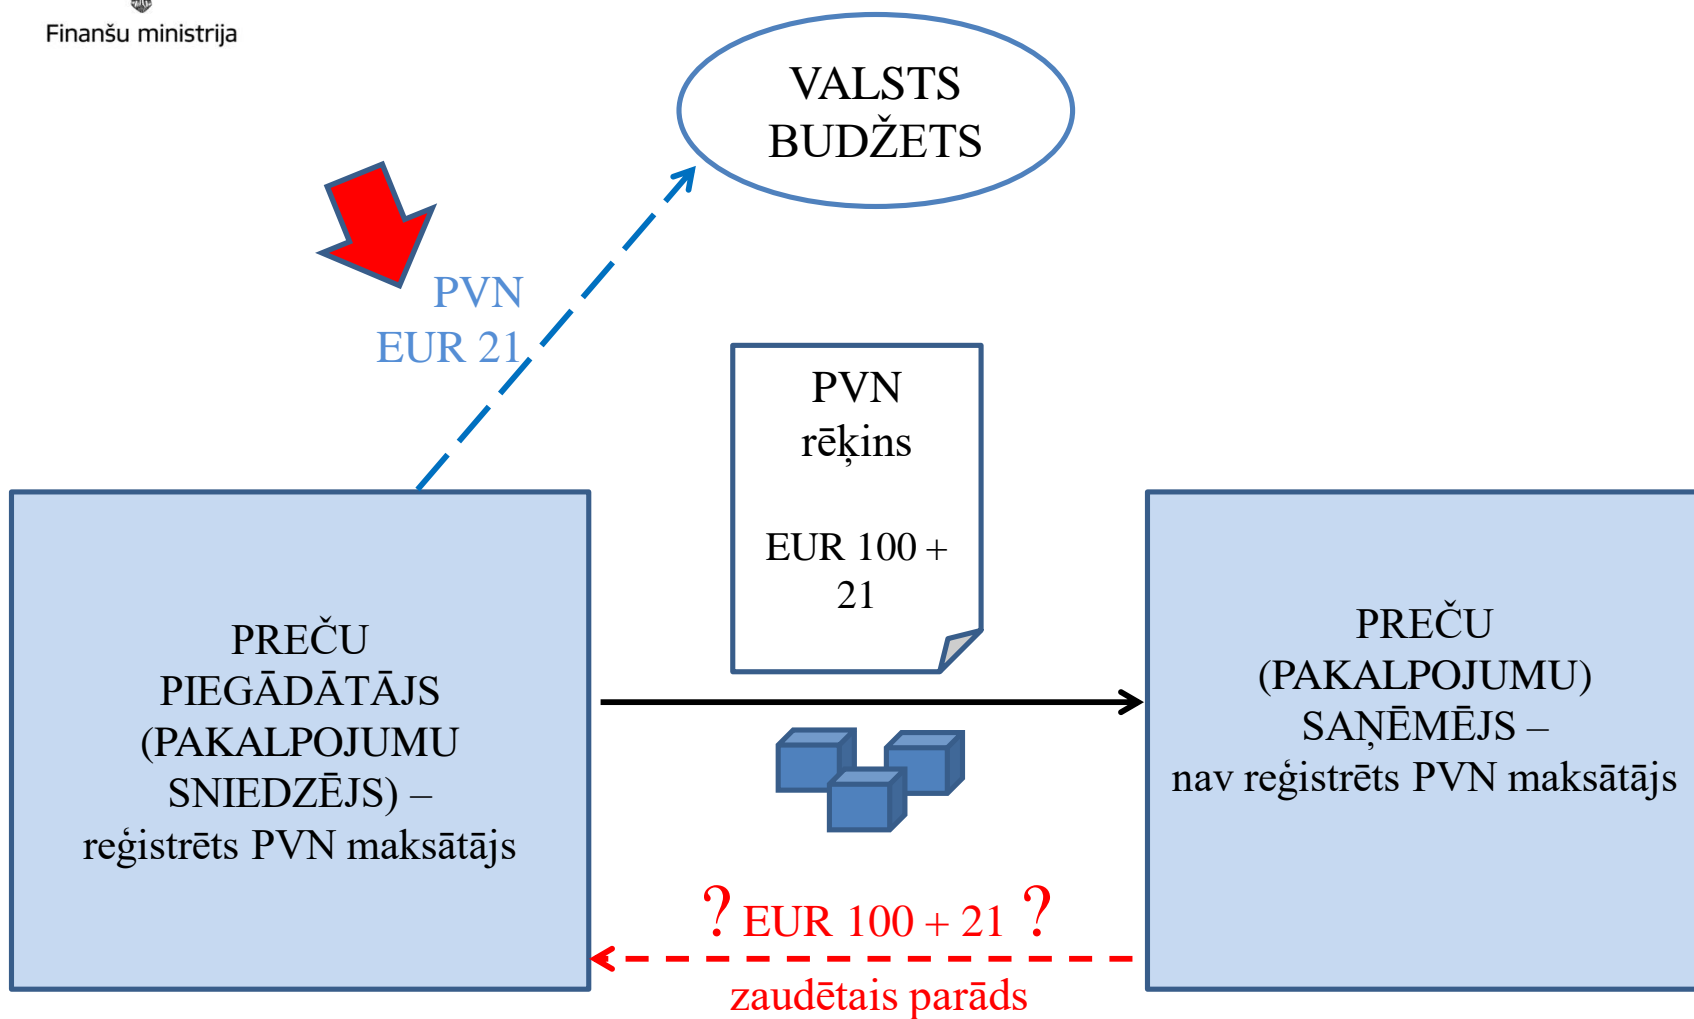 Finanšu ministrija
VALSTS
BUDŽETS
PVN
EUR 21
PVN
rēķins
EUR 100 +
21
PREČU
PIEGĀDĀTĀJS
(PAKALPOJUMU
SNIEDZĒJS) –
reģistrēts PVN maksātājs
PREČU
(PAKALPOJUMU)
SAŅĒMĒJS –
nav reģistrēts PVN maksātājs
? EUR 100 + 21 ?
zaudētais parāds